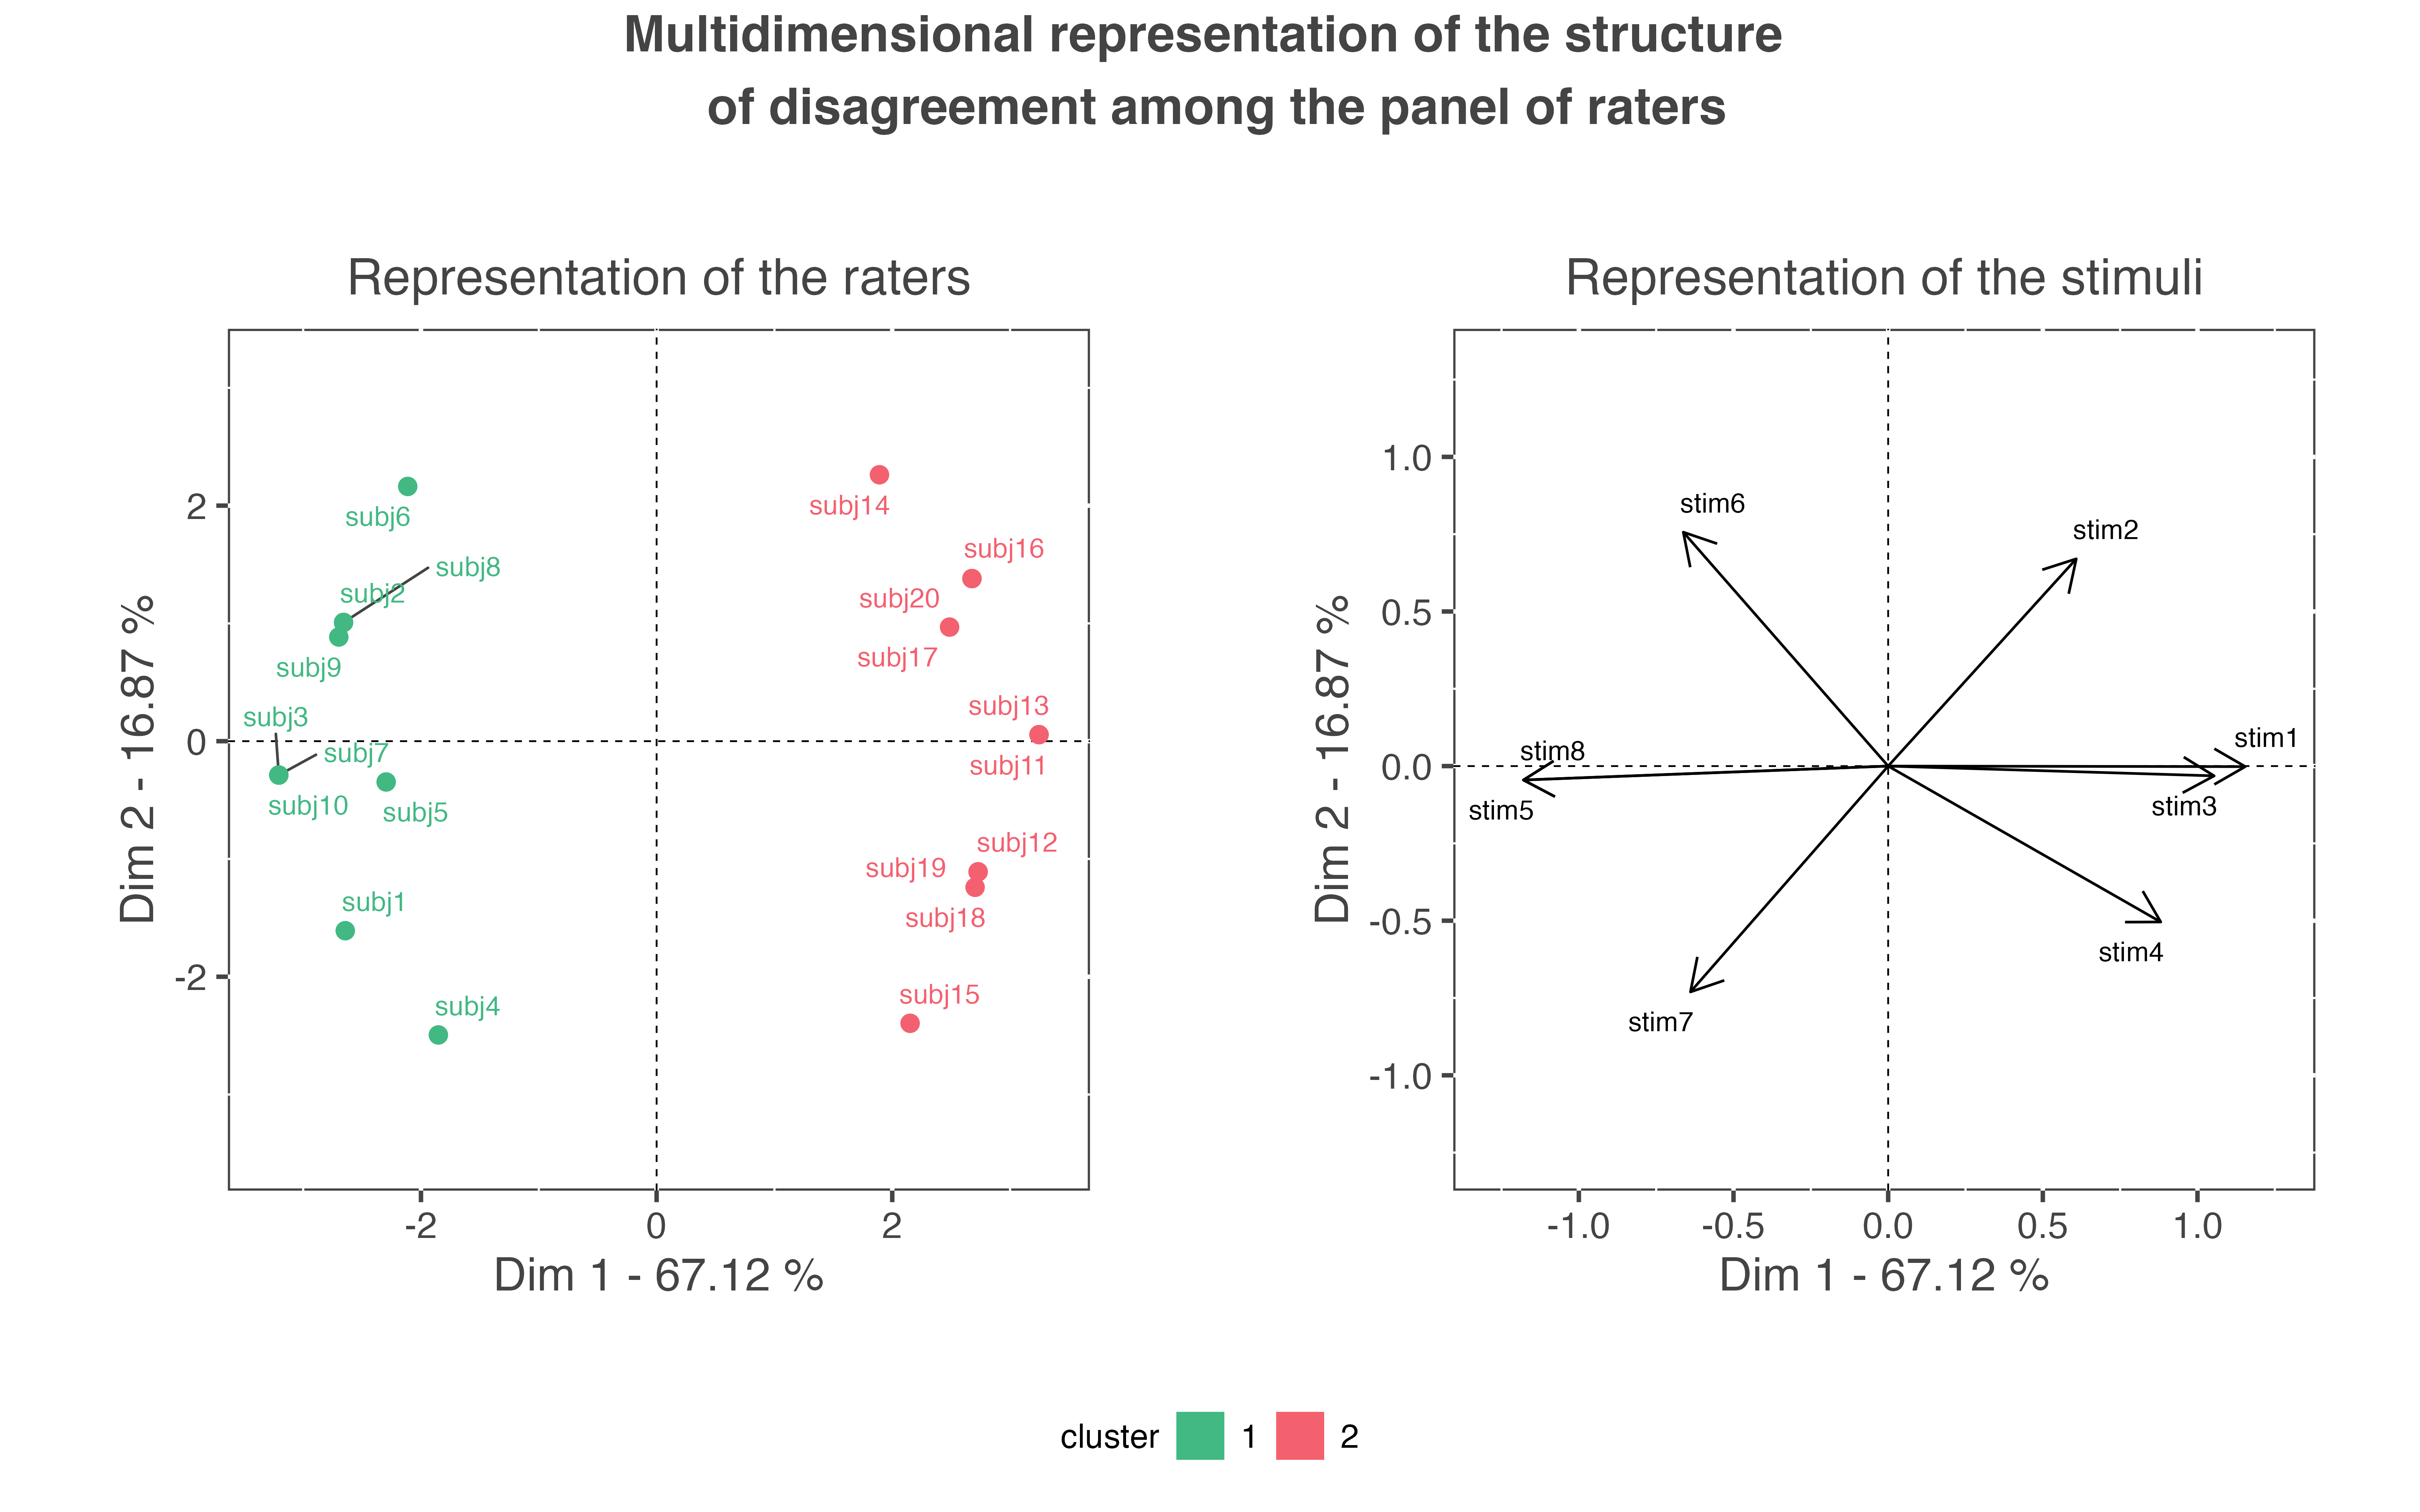 Multidimensional representation of the structure
of disagreement among the panel of raters
Representation of the raters
Dim 2 - 16.87 %
2
0
-2
subj6
subj8
subj2
subj9
subj3
subj7
subj10
subj5
subj1
subj4
subj14
subj16
subj20
subj17
subj13
subj11
subj12
subj19
subj18
subj15
-2
0
2
Dim 1 - 67.12 %
Representation of the stimuli
Dim 2 - 16.87 %
1.0
0.5
0.0
-0.5
-1.0
stim6
stim2
stim8
stim1
stim5
stim3
stim4
stim7
-1.0
-0.5
0.0
0.5
1.0
Dim 1 - 67.12 %
cluster 1 2